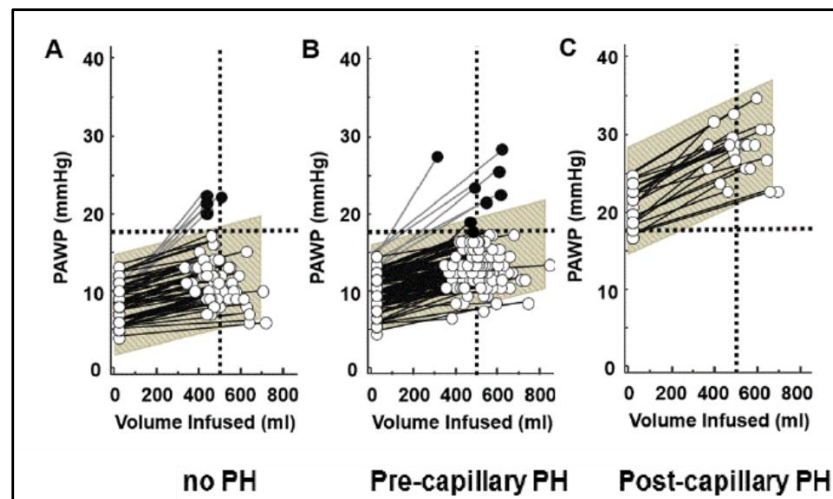 A
B
C
PAWP (mmHg)
40
30
20
10
0
0 200 400 600 800
Volume Infused (ml)
PAWP (mmHg)
40
30
20
10
0
0 200 400 600 800
Volume Infused (ml)
PAWP (mmHg)
40
30
20
10
0
0 200 400 600 800
Volume Infused (ml)
no PH
Pre-capillary PH
Post-capillary PH